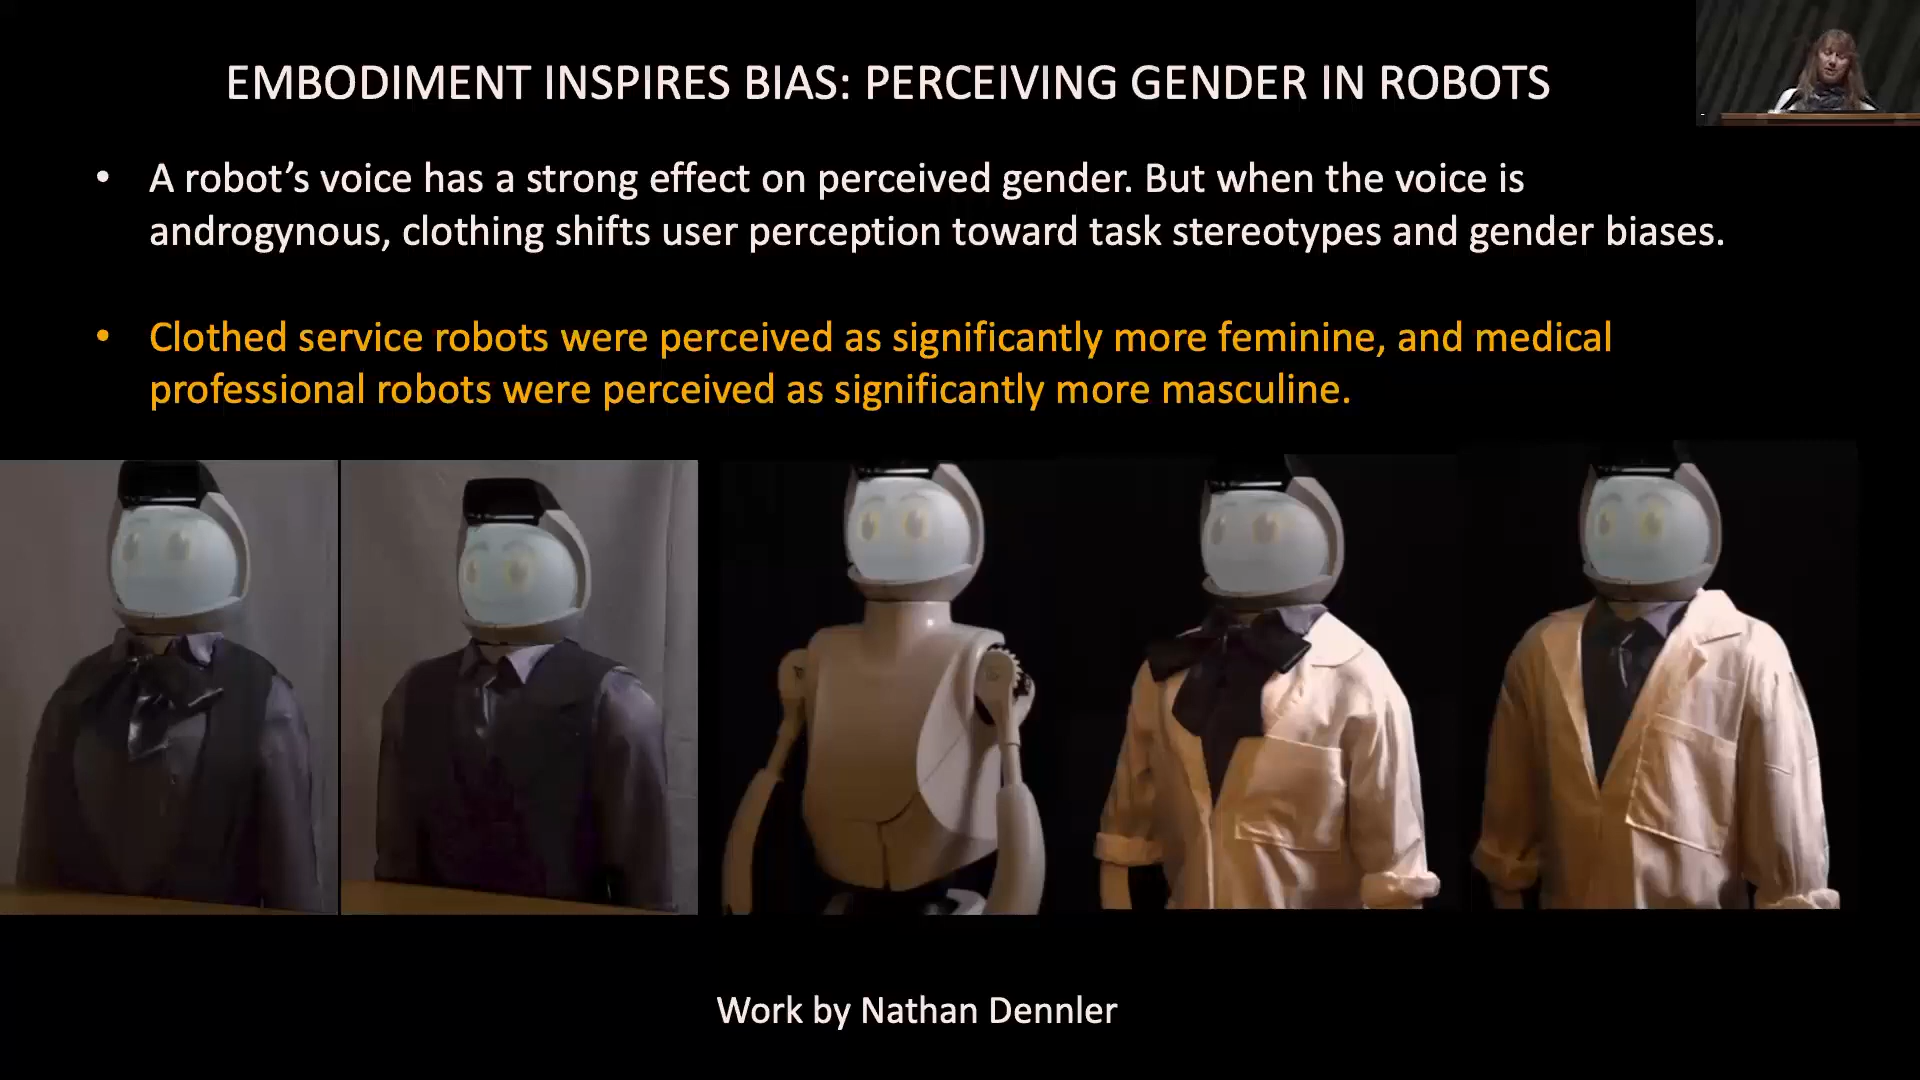 EMBODIMENT INSPIRES BIAS: PERCEIVING GENDER IN ROBOTS
• A robot’s voice has a strong effect on perceived gender. But when the voice is
androgynous, clothing shifts user perception toward task stereotypes and gender biases.
• Clothed service robots were perceived as significantly more feminine, and medical
professional robots were perceived as significantly more masculine.
Work by Nathan Dennler